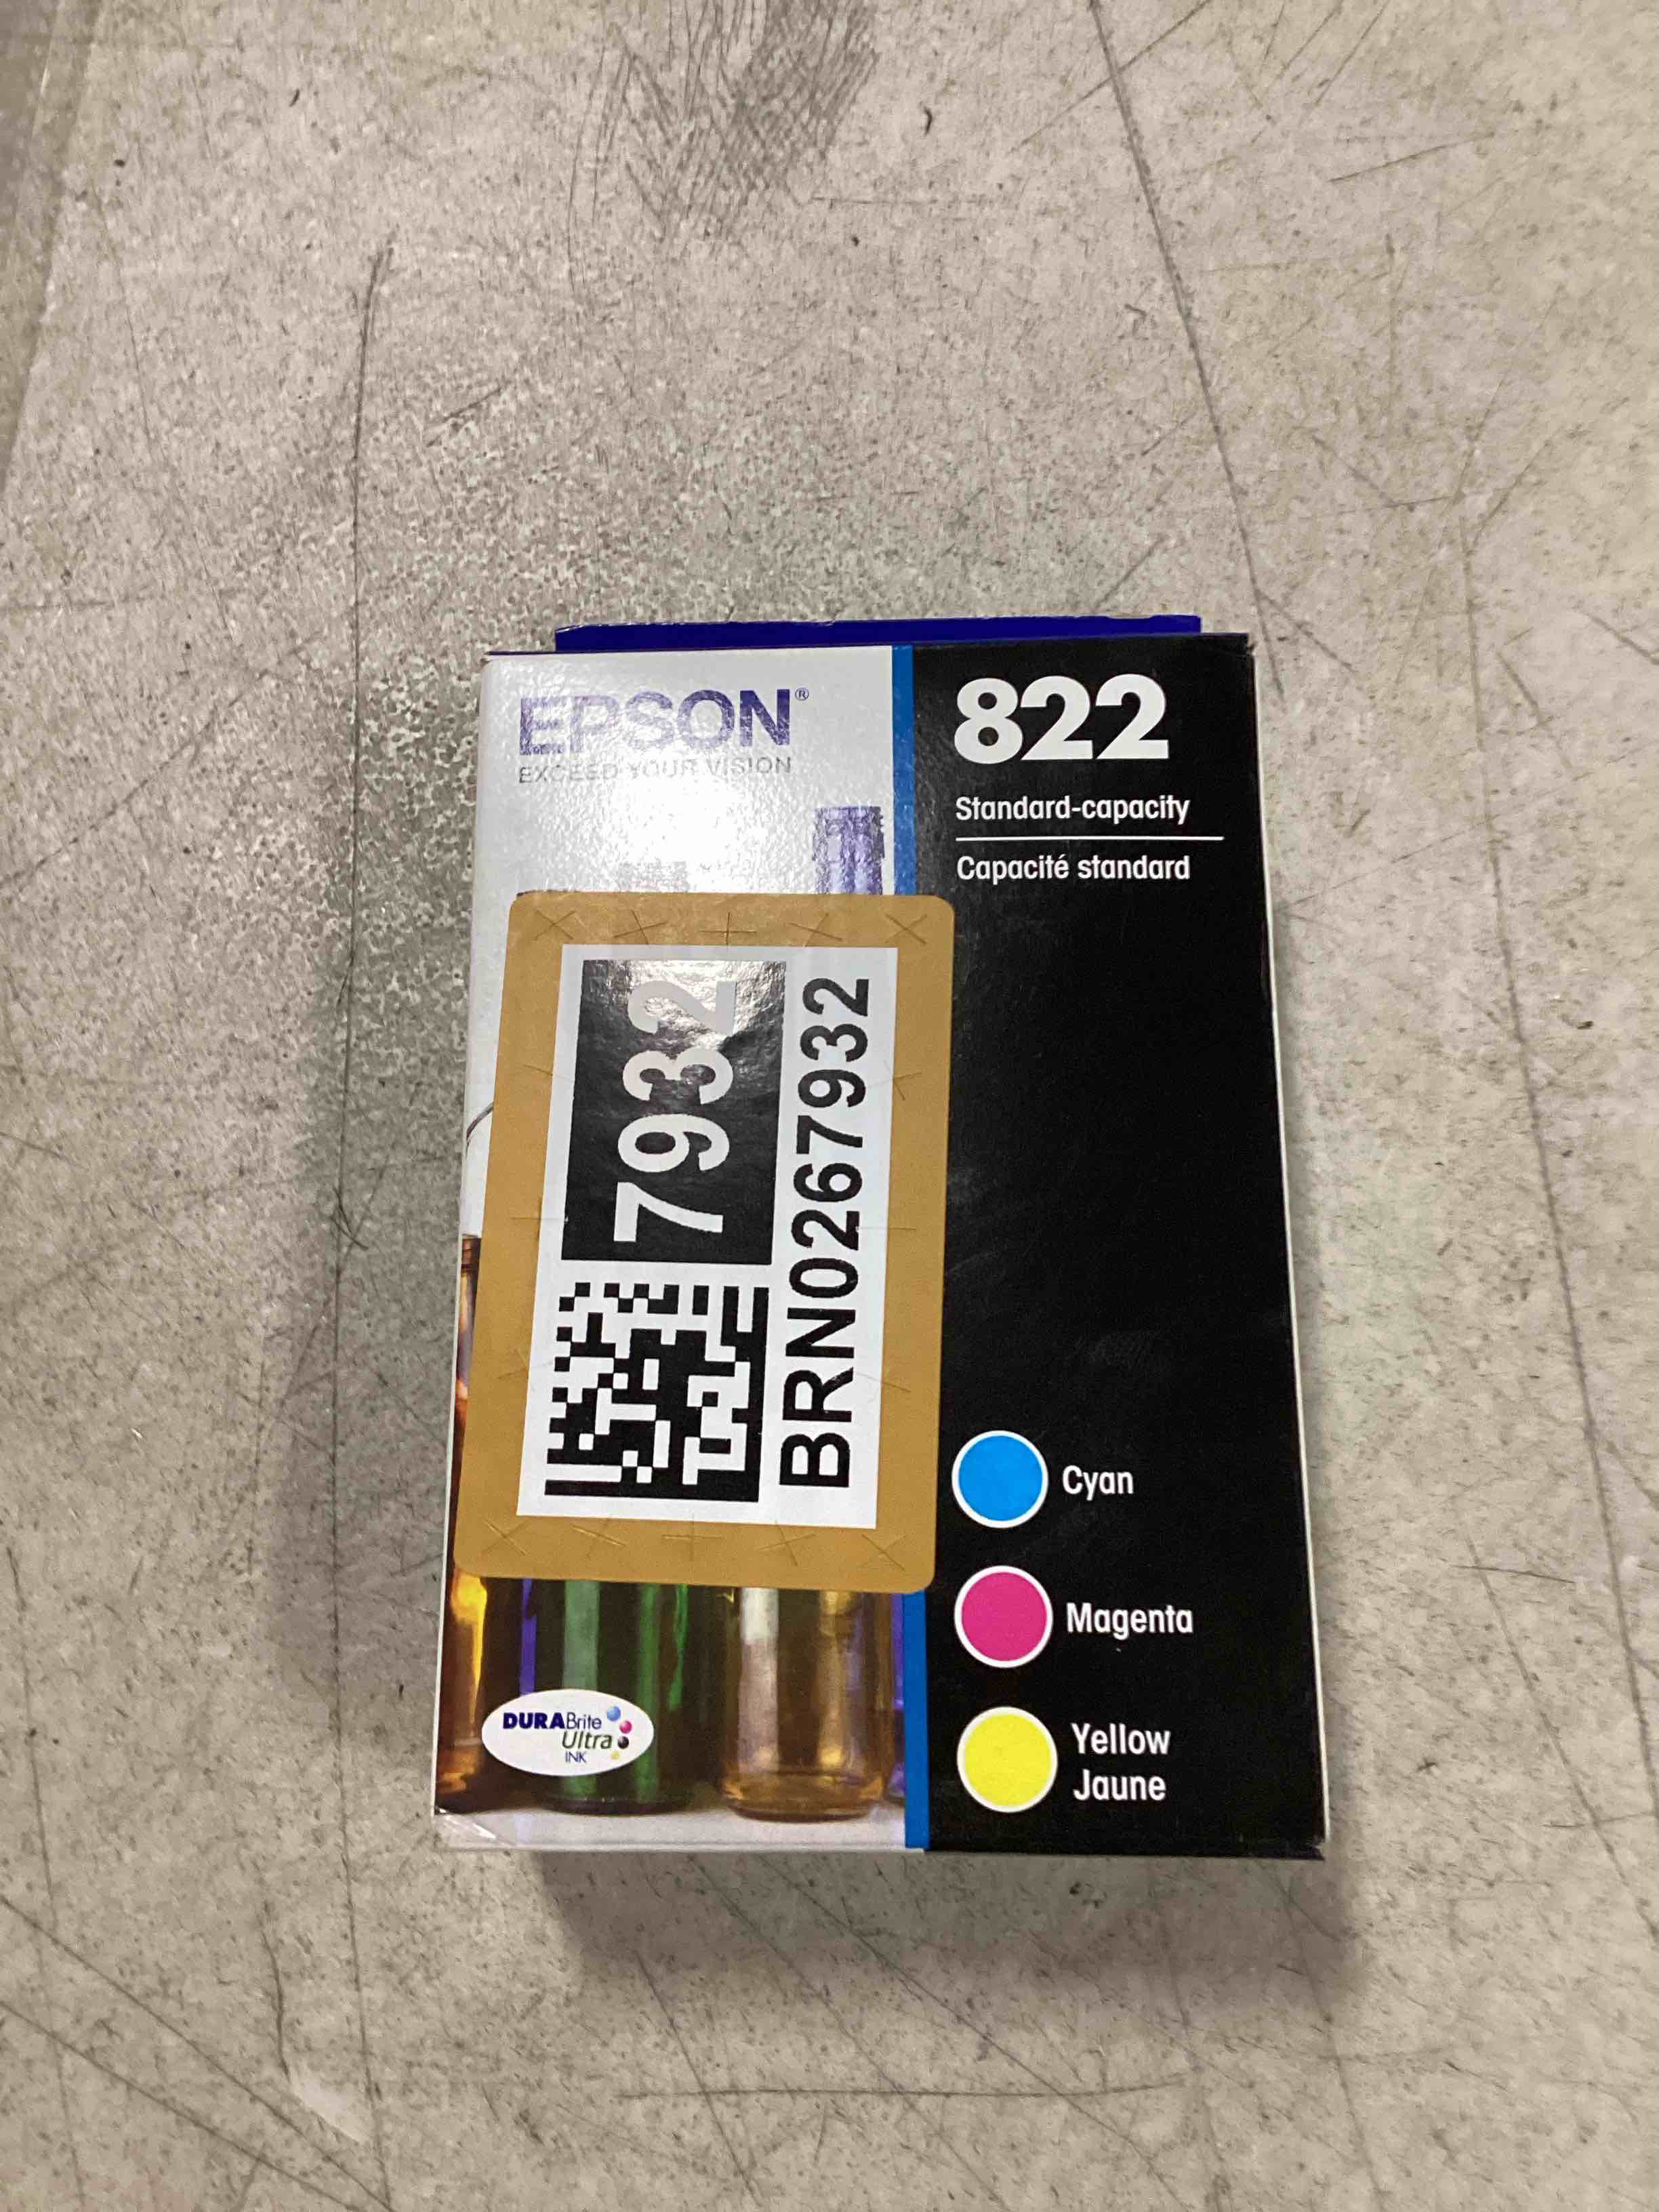 EPSON®
EXCEED YOUR VISION
822
Standard-capacity
Capacité standard
7932
BRN0267932
Cyan
Magenta
Yellow
Jaune
DURABrite
Ultra
INK